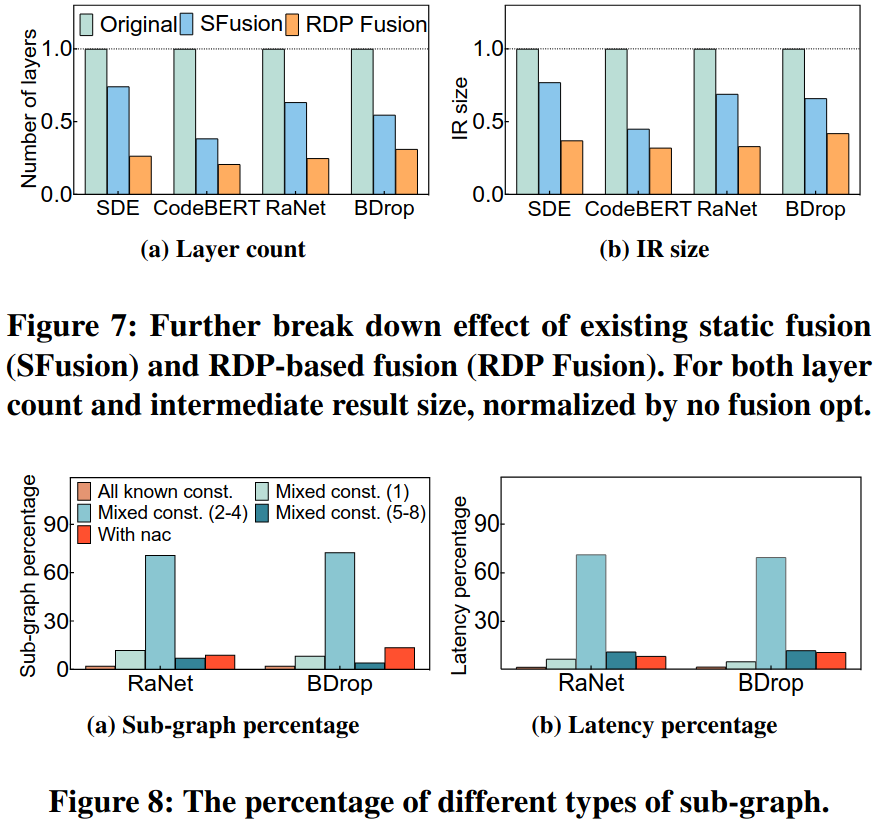 Original SFusion RDP Fusion
Number of layers
1.0
0.5
0.0
SDE CodeBERT RaNet BDrop
(a) Layer count
IR size
1.0
0.5
0.0
SDE CodeBERT RaNet BDrop
(b) IR size
Figure 7: Further break down effect of existing static fusion
(SFusion) and RDP-based fusion (RDP Fusion). For both layer
count and intermediate result size, normalized by no fusion opt.
Sub-graph percentage
All known const. Mixed const. (1)
Mixed const. (2-4) Mixed const. (5-8)
With nac
90
60
30
0
RaNet BDrop
(a) Sub-graph percentage
Latency percentage
90
60
30
RaNet BDrop
(b) Latency percentage
Figure 8: The percentage of different types of sub-graph.